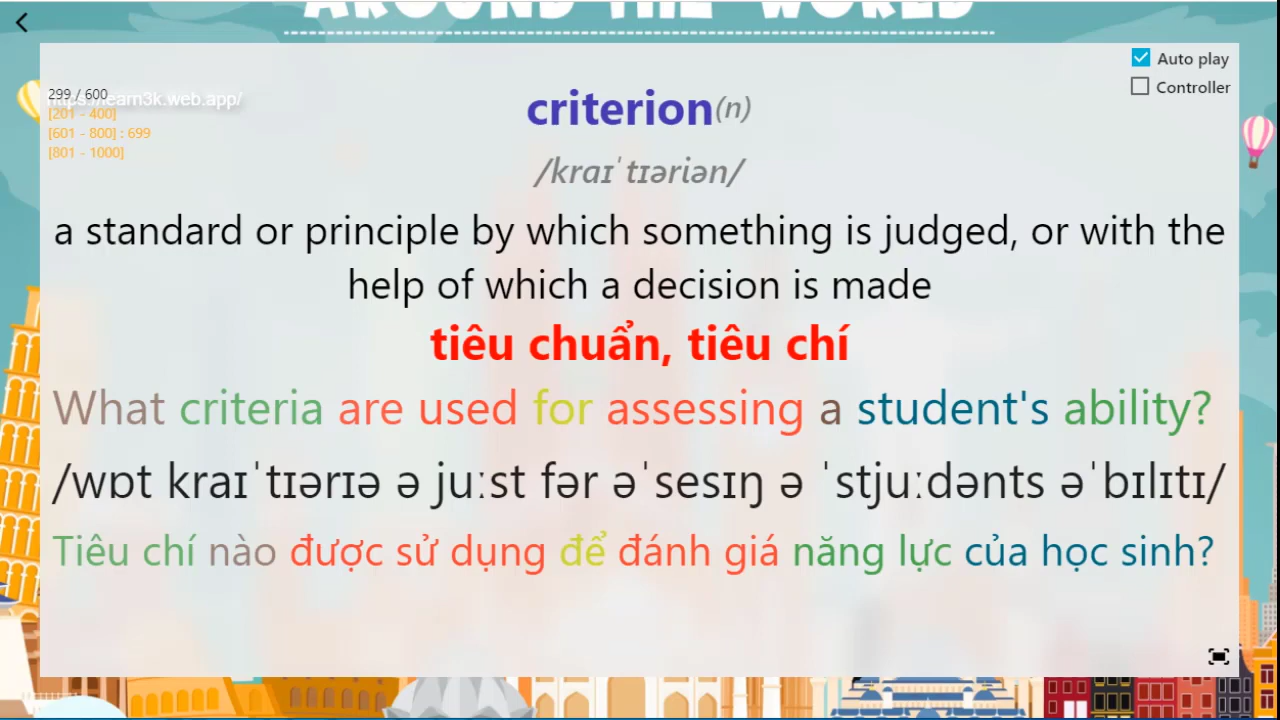 AROUND THE WORLD
Auto play
299 / 600
https://learn3k.web.app/
Controller
[201 - 400]
[601 - 800] : 699
[801 - 1000]
criterion(n)
/kraɪˈtɪəriən/
a standard or principle by which something is judged, or with the
help of which a decision is made
tiêu chuẩn, tiêu chí
What criteria are used for assessing a student's ability?
/wɒt kraɪˈtɪərɪə ə juːst fər əˈsesɪŋ ə ˈstjuːdənts əˈbɪlɪtɪ/
Tiêu chí nào được sử dụng để đánh giá năng lực của học sinh?